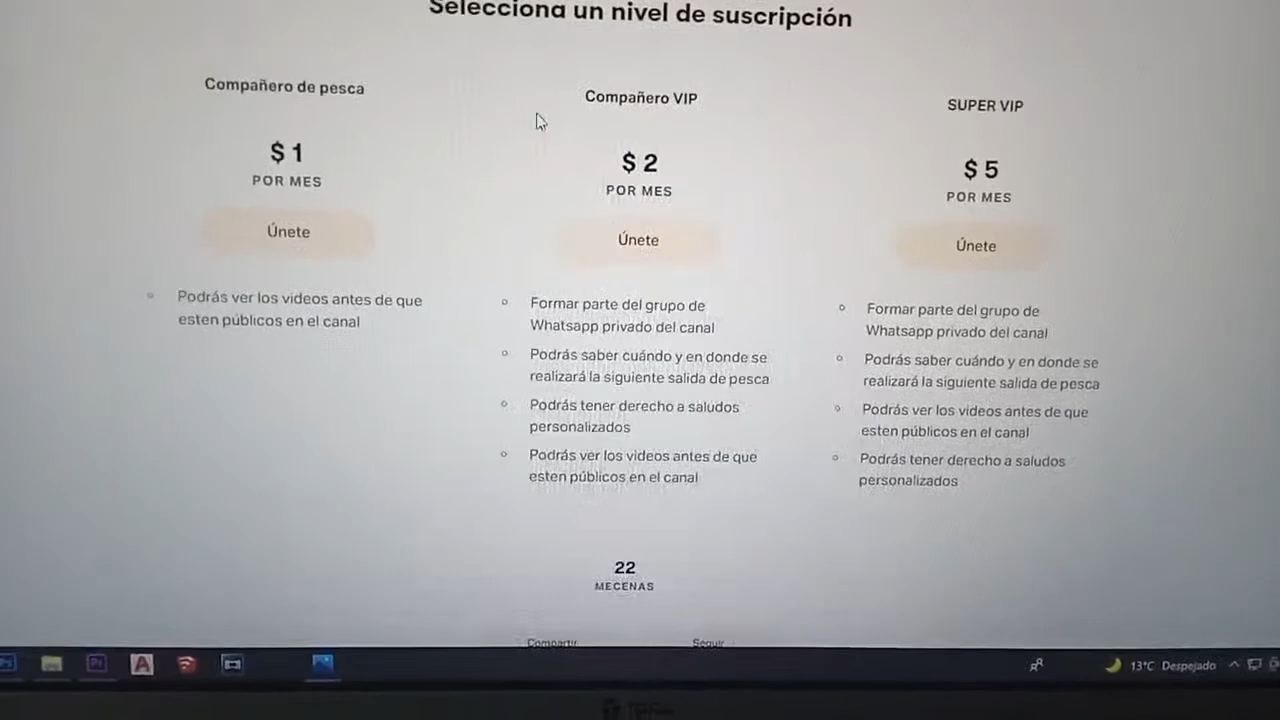 Selecciona un nivel de suscripción
Compañero de pesca
$ 1
POR MES
Únete
Podrás ver los videos antes de que
esten públicos en el canal
Compañero VIP
$ 2
POR MES
Únete
Formar parte del grupo de
Whatsapp privado del canal
Podrás saber cuándo y en donde se
realizará la siguiente salida de pesca
Podrás tener derecho a saludos
personalizados
Podrás ver los videos antes de que
esten públicos en el canal
SUPER VIP
$ 5
POR MES
Únete
Formar parte del grupo de
Whatsapp privado del canal
Podrás saber cuándo y en donde se
realizará la siguiente salida de pesca
Podrás ver los videos antes de que
esten públicos en el canal
Podrás tener derecho a saludos
personalizados
22
MECENAS
Compartir
Seguir
Ps
Pr
A
13°C Despejado